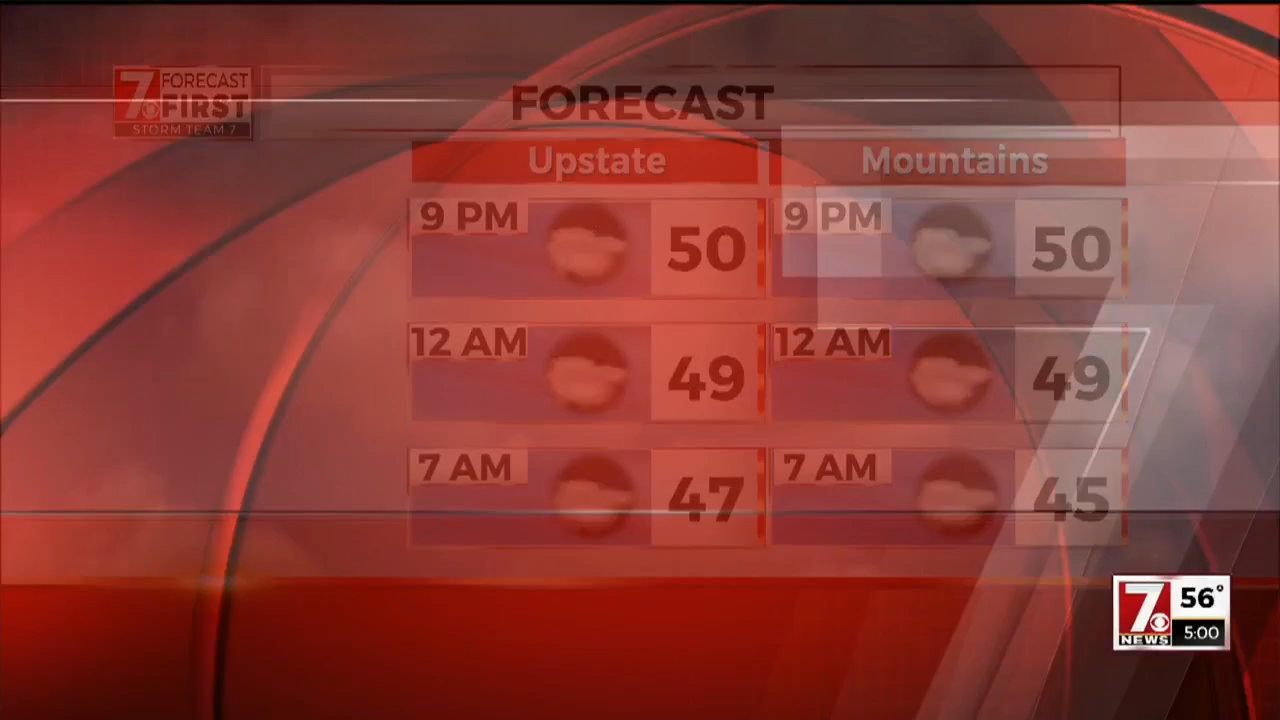 7 FORECAST
FIRST
STORM TEAM 7
FORECAST
Upstate Mountains
9 PM 50 9 PM 50
12 AM 49 12 AM 49
7 AM 47 7 AM 45
7 56°
NEWS 5:00